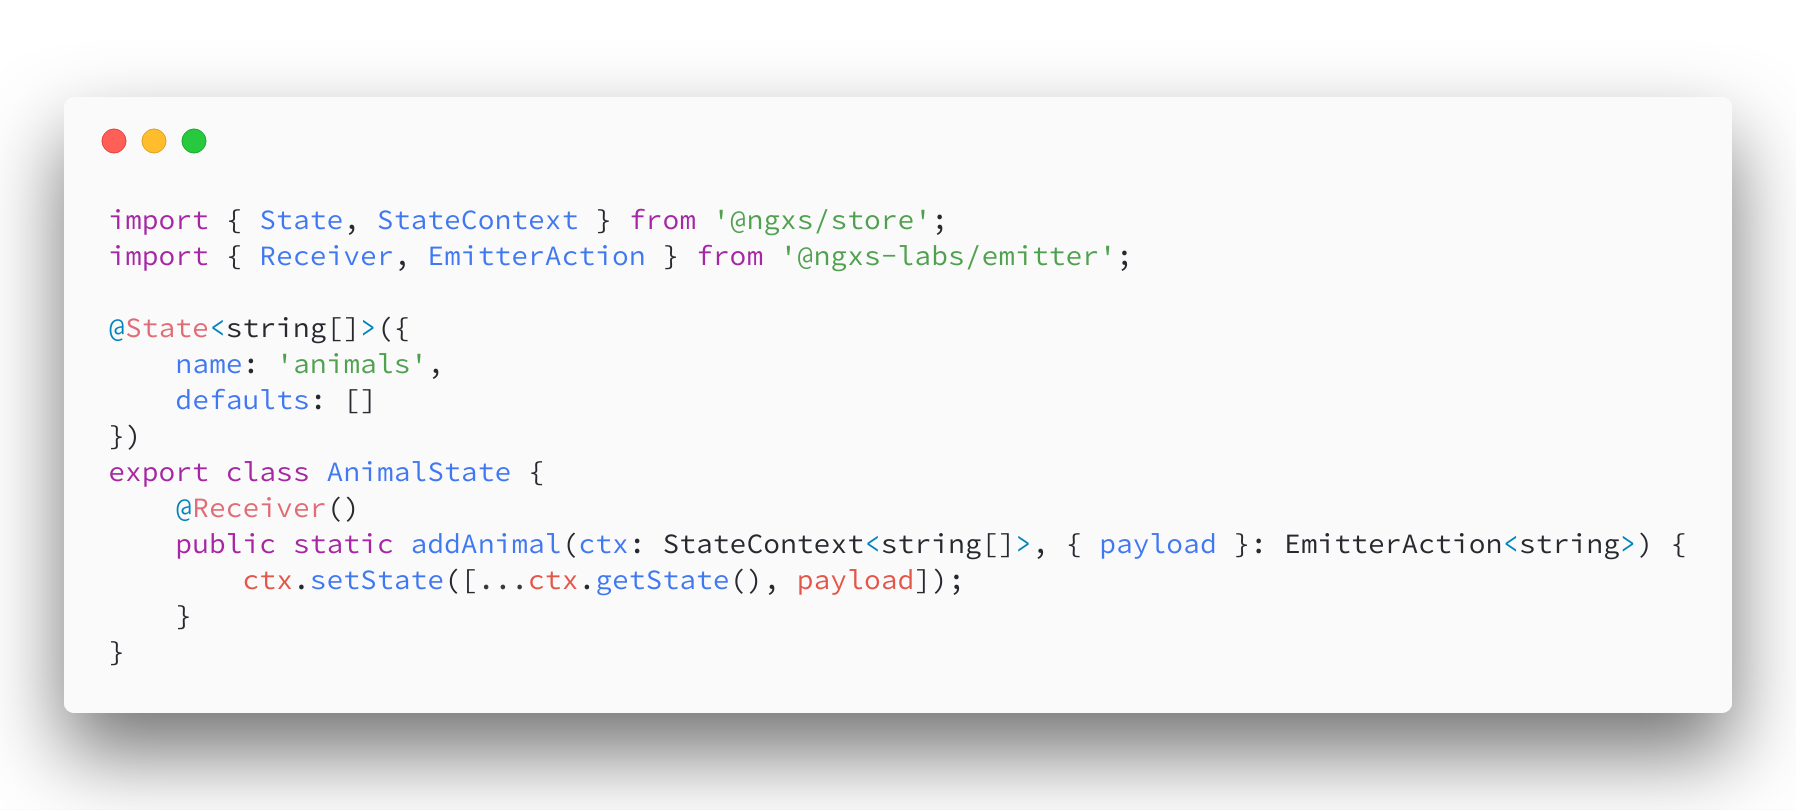 import { State, StateContext } from '@ngxs/store';
import { Receiver, EmitterAction } from '@ngxs-labs/emitter';

@State<string[]>({
    name: 'animals',
    defaults: []
})
export class AnimalState {
    @Receiver()
    public static addAnimal(ctx: StateContext<string[]>, { payload }: EmitterAction<string>) {
        ctx.setState([...ctx.getState(), payload]);
    }
}